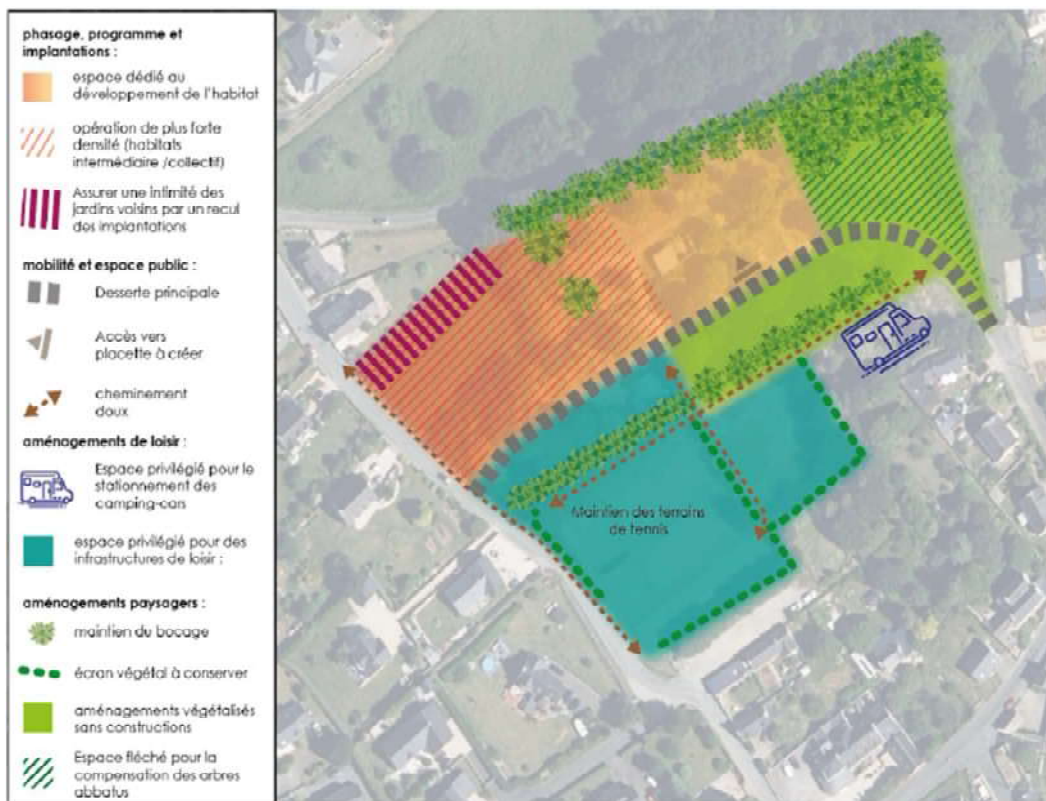 phasage, programme et
implantations :
espace dédié au
développement de l'habitat
opération de plus forte
densité (habitats
intermédiaire /collectif)
Assurer une intimité des
jardins voisins par un recul
des implantations
mobilité et espace public :
Desserte principale
Accès vers
placette à créer
cheminement
doux
aménagements de loisir :
Espace privilégié pour le
stationnement des
camping-cars
espace privilégié pour des
infrastructures de loisir :
aménagements paysagers :
maintien du bocage
écran végétal à conserver
aménagements végétalisés
sans constructions
Espace fléché pour la
compensation des arbres
abbatus
Maintien des terrains
de tennis